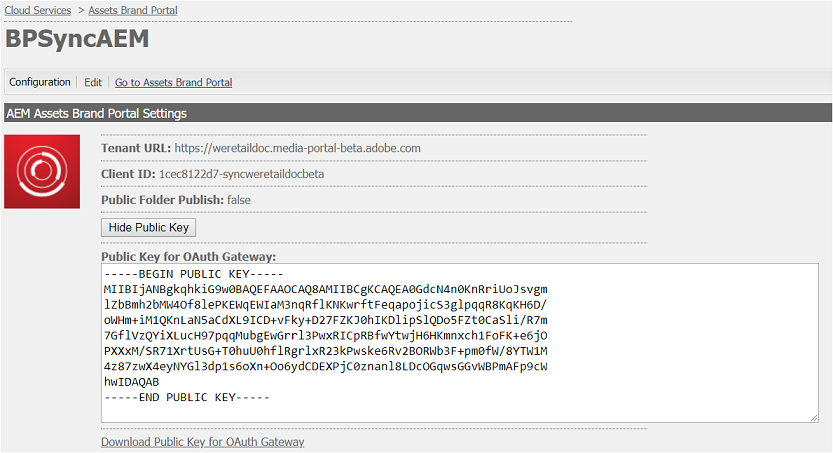 Cloud Services > Assets Brand Portal
BPSyncAEM
Configuration Edit Go to Assets Brand Portal
AEM Assets Brand Portal Settings
Tenant URL: https://weretaildoc.media-portal-beta.adobe.com
Client ID: 1cec8122d7-syncweretaildocbeta
Public Folder Publish: false
Hide Public Key
Public Key for OAuth Gateway:
-----BEGIN PUBLIC KEY-----
MIIBIjANBgkqhkiG9w0BAQEFAAOCAQ8AMIIBCgKCAQEA0GdcN4n0KnRriUoJsvgm
lZbBmh2bMW4Of8lePKEWqEWIaM3nqRflKNKwrftFeqapojicS3glpqqR8KqKH6D/
oWHm+iM1QKnLaN5aCdXL9ICD+vFky+D27FZKJ0hIKDlipSlQDo5FZt0CaSli/R7m
7GflVzQYiXLucH97pqqMubgEwGrrl3PwxRICpRBfwYtwjH6HKmnxch1FoFK+e6jO
PXXxM/SR71XrtUsG+T0huU0hflRgrlxR23kPwske6Rv2BORWb3F+pm0fW/8YTW1M
4z87zwX4eyNYGl3dp1s6oXn+Oo6ydCDEXPjC0znanl8LDcOGqwsGGvWBPmAFp9cW
hwIDAQAB
-----END PUBLIC KEY-----
Download Public Key for OAuth Gateway